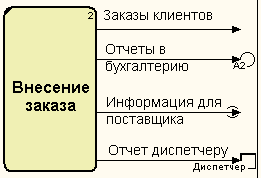 2
Заказы клиентов
Отчеты в
бухгалтерию
A2
Внесение
заказа
Информация для
поставщика
Отчет диспетчеру
Диспетчер